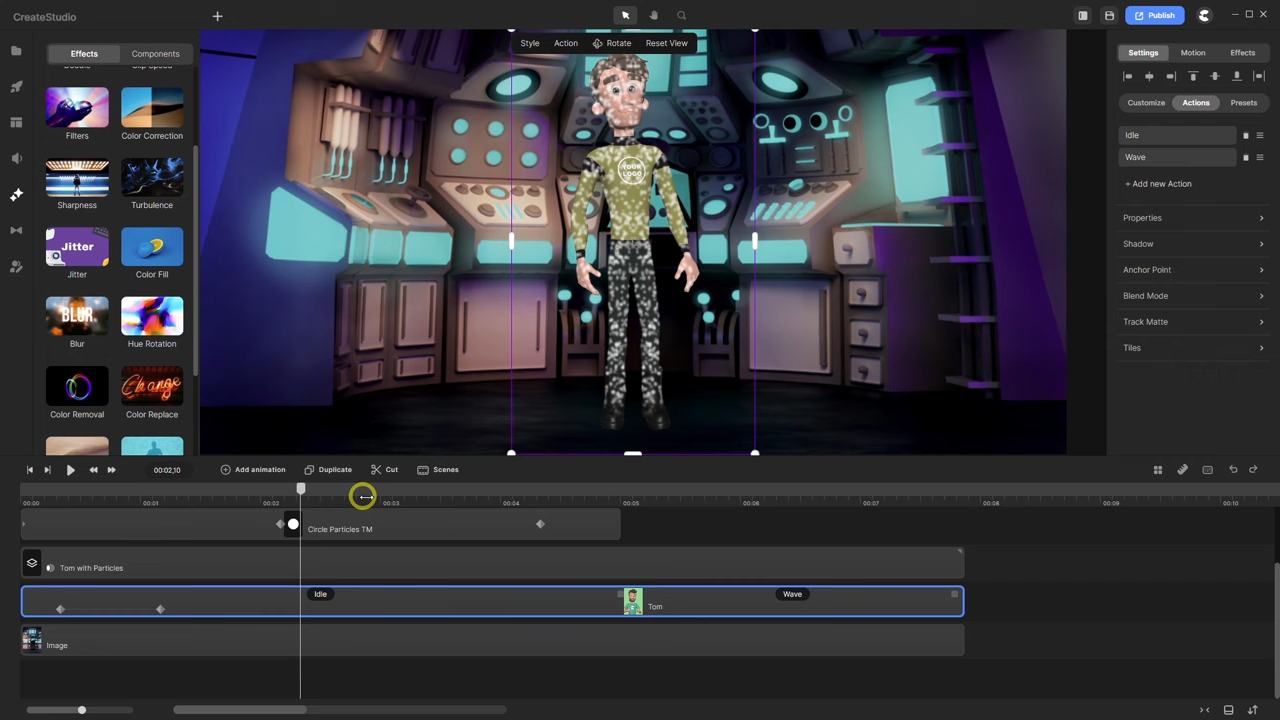 CreateStudio
Publish
Effects
Components
Filters
Color Correction
Sharpness
Turbulence
Jitter
Jitter
Color Fill
BLUR
Change
Blur
Hue Rotation
Color Removal
Color Replace
Style
Action
Rotate
Reset View
YOUR
LOGO
Settings
Motion
Effects
Customize
Actions
Presets
Idle
Wave
+ Add new Action
Properties
Shadow
Anchor Point
Blend Mode
Track Matte
Tiles
00:02,10
Add animation
Duplicate
Cut
Scenes
00:00
00:01
00:02
00:03
00:04
00:05
00:06
00:07
00:08
00:09
00:10
Circle Particles TM
Tom with Particles
Idle
Tom
Wave
Image